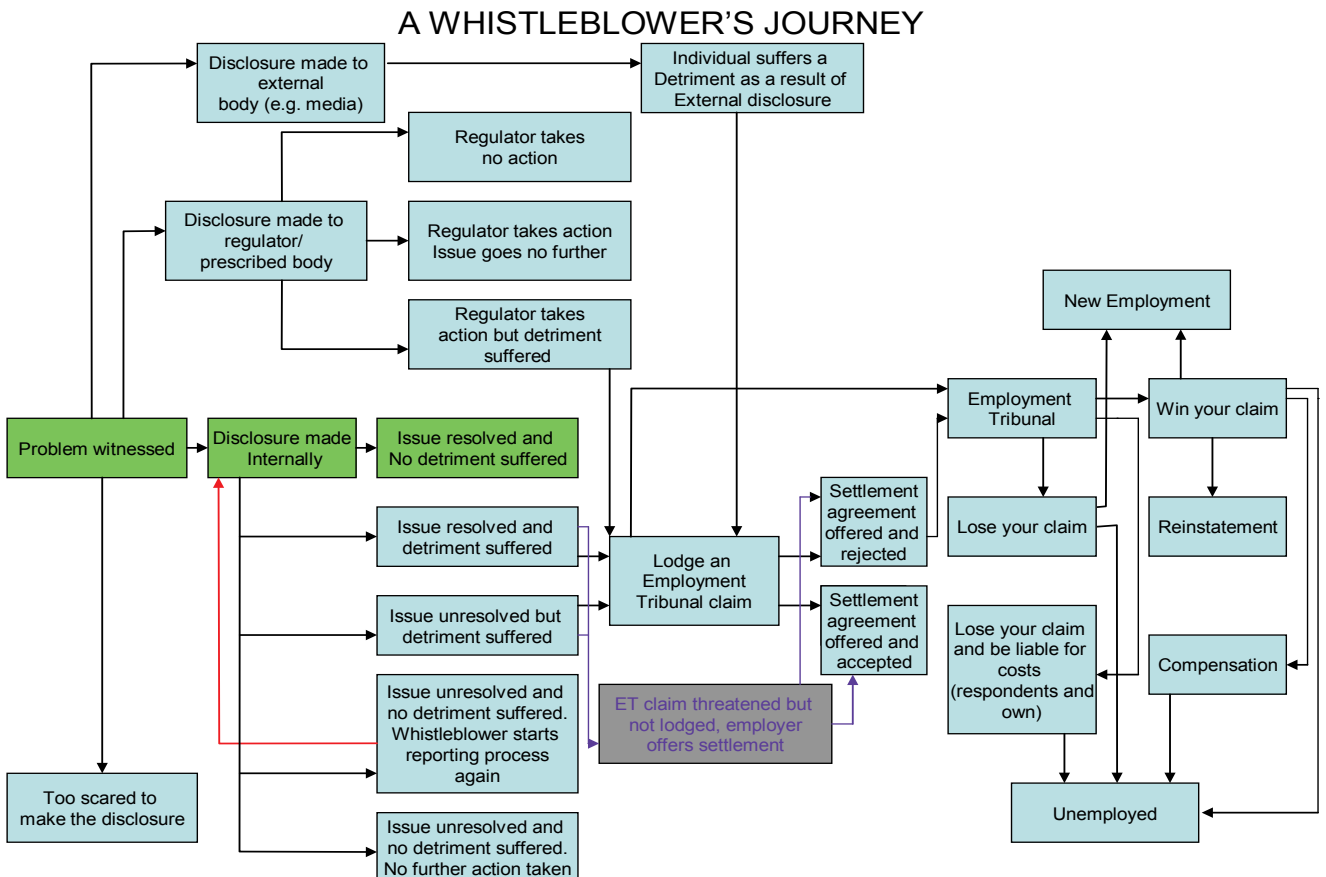 A WHISTLEBLOWER'S JOURNEY
Disclosure made to
external
body (e.g. media)
Individual suffers a
Detriment as a result of
External disclosure
Regulator takes
no action
Disclosure made to
regulator/
prescribed body
Regulator takes action
Issue goes no further
Regulator takes
action but detriment
suffered
New Employment
Employment
Tribunal
Win your claim
Problem witnessed
Disclosure made
Internally
Issue resolved and
No detriment suffered
Issue resolved and
detriment suffered
Lodge an
Employment
Tribunal claim
Settlement
agreement
offered and
rejected
Lose your claim
Reinstatement
Issue unresolved but
detriment suffered
Settlement
agreement
offered and
accepted
Lose your claim
and be liable for
costs
(respondents and
own)
Compensation
Issue unresolved and
no detriment suffered.
Whistleblower starts
reporting process
again
ET claim threatened but
not lodged, employer
offers settlement
Too scared to
make the disclosure
Unemployed
Issue unresolved and
no detriment suffered.
No further action taken